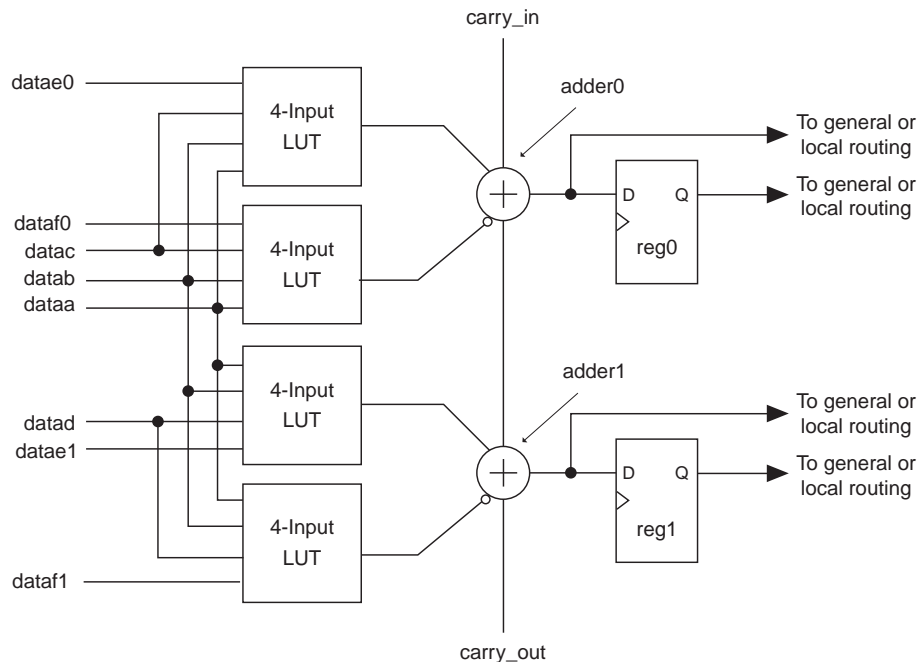 carry_in
datae0
4-Input
LUT
adder0
To general or
local routing
To general or
local routing
D
Q
reg0
dataf0
datac
datab
dataa
4-Input
LUT
4-Input
LUT
adder1
datad
datae1
To general or
local routing
To general or
local routing
D
Q
reg1
4-Input
LUT
dataf1
carry_out